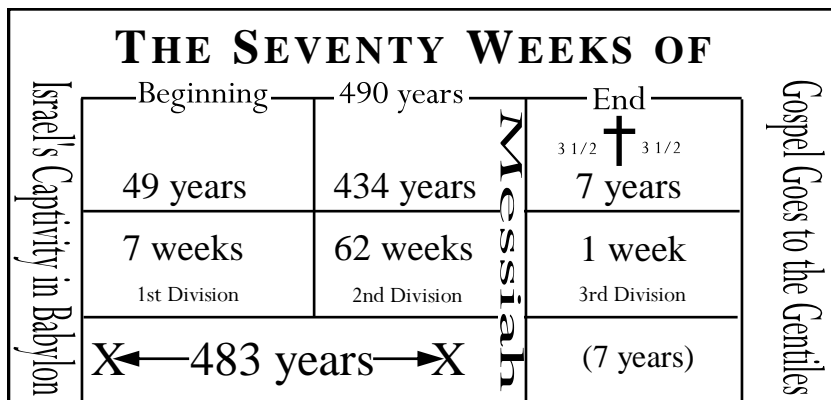 THE SEVENTY WEEKS OF
Israel's Captivity in Babylon
Beginning 490 years End
3 1/2 3 1/2
49 years 434 years 7 years
Messiah
7 weeks 62 weeks 1 week
1st Division 2nd Division 3rd Division
X 483 years X (7 years)
Gospel Goes to the Gentiles